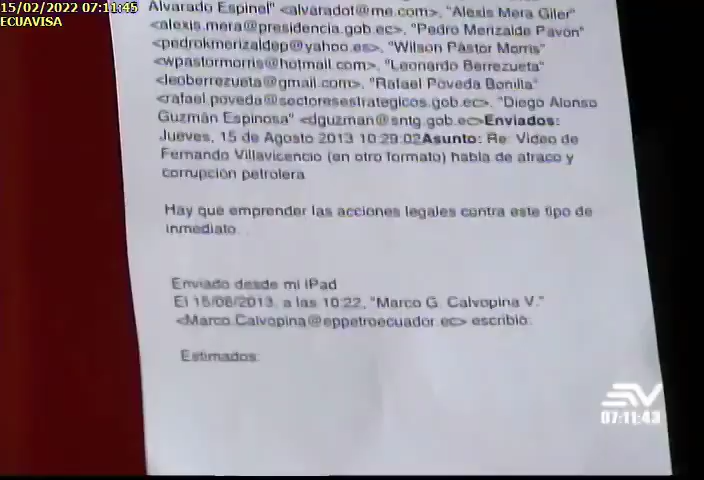 15/02/2022 07:11:45
ECUAVISA
Alvarado Espinel" <alvaradof@me.com>, "Alexis Mera Giler"
<alexis.mera@presidencia.gob.ec>, "Pedro Merizalde Pavón"
<pedrokmerizaldep@yahoo.es>, "Wilson Pástor Morris"
<wpastormorris@hotmail.com>, "Leonardo Berrezueta"
<leoberrezueta@gmail.com>, "Rafael Poveda Bonilla"
<rafael.poveda@sectoresestrategicos.gob.ec>, "Diego Alonso
Guzmán Espinosa" <dguzman@sntg.gob.ec>Enviados:
Jueves, 15 de Agosto 2013 10:29:02Asunto: Re: Video de
Fernando Villavicencio (en otro formato) habla de atraco y
corrupción petrolera
Hay que emprender las acciones legales contra este tipo de
inmediato.
Enviado desde mi iPad
El 15/08/2013, a las 10:22, "Marco G. Calvopina V."
<Marco.Calvopina@eppetroecuador.ec> escribió:
Estimados:
07:11:43